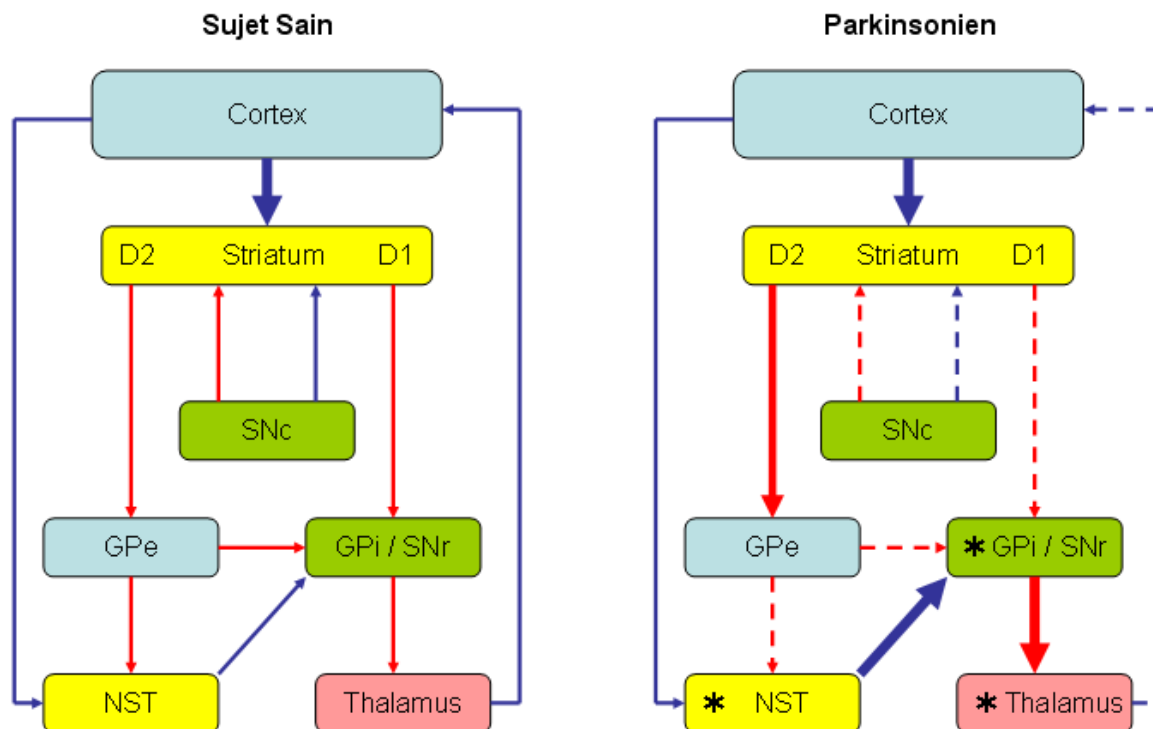 Sujet Sain
Cortex
D2 Striatum D1
SNc
GPe
GPi / SNr
NST
Thalamus
Parkinsonien
Cortex
D2 Striatum D1
SNc
GPe
* GPi / SNr
* NST
* Thalamus